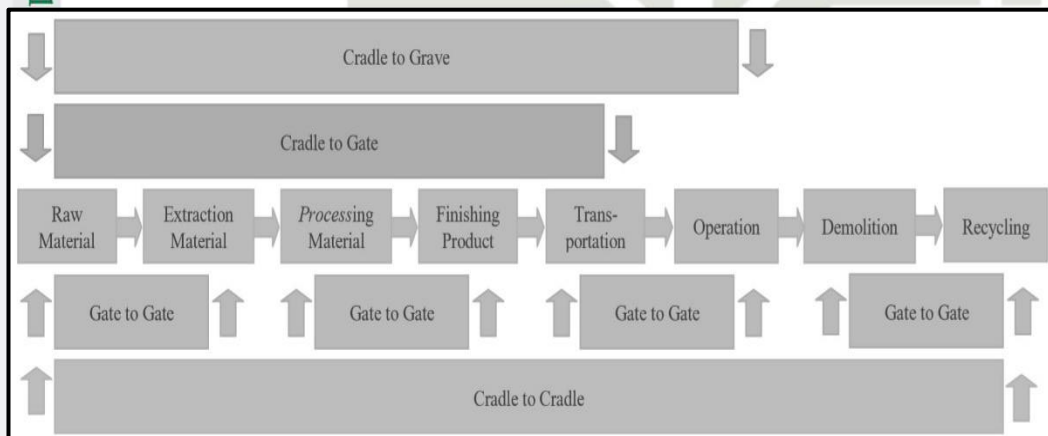 Cradle to Grave
Cradle to Gate
Raw
Material
Extraction
Material
Processing
Material
Finishing
Product
Trans-
portation
Operation
Demolition
Recycling
Gate to Gate
Gate to Gate
Gate to Gate
Gate to Gate
Cradle to Cradle